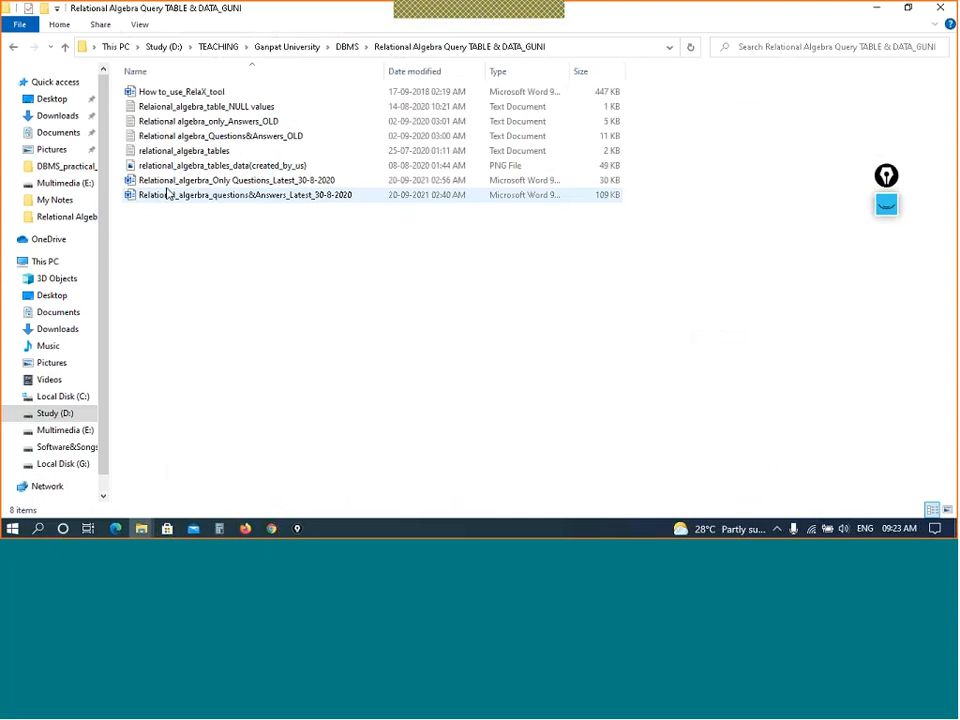 Relational Algebra Query TABLE & DATA_GUNI
File Home Share View
This PC › Study (D:) › TEACHING › Ganpat University › DBMS › Relational Algebra Query TABLE & DATA_GUNI
Search Relational Algebra Query TABLE & DATA_GUNI
Name Date modified Type Size
How to_use_RelaX_tool 17-09-2018 02:19 AM Microsoft Word 9... 447 KB
Relaional_algebra_table_NULL values 14-08-2020 10:21 AM Text Document 1 KB
Relational algebra_only_Answers_OLD 02-09-2020 03:01 AM Text Document 5 KB
Relational algebra_Questions&Answers_OLD 02-09-2020 03:00 AM Text Document 11 KB
relational_algebra_tables 25-07-2020 01:11 AM Text Document 2 KB
relational_algebra_tables_data(created_by_us) 08-08-2020 01:44 AM PNG File 49 KB
Relational_algerbra_Only Questions_Latest_30-8-2020 20-09-2021 02:56 AM Microsoft Word 9... 30 KB
Relational_algerbra_questions&Answers_Latest_30-8-2020 20-09-2021 02:40 AM Microsoft Word 9... 109 KB
Quick access
Desktop
Downloads
Documents
Pictures
DBMS_practical_
Multimedia (E:)
My Notes
Relational Algeb
OneDrive
This PC
3D Objects
Desktop
Documents
Downloads
Music
Pictures
Videos
Local Disk (C:)
Study (D:)
Multimedia (E:)
Software&Songs
Local Disk (G:)
Network
8 items
28°C Partly su... ENG 09:23 AM